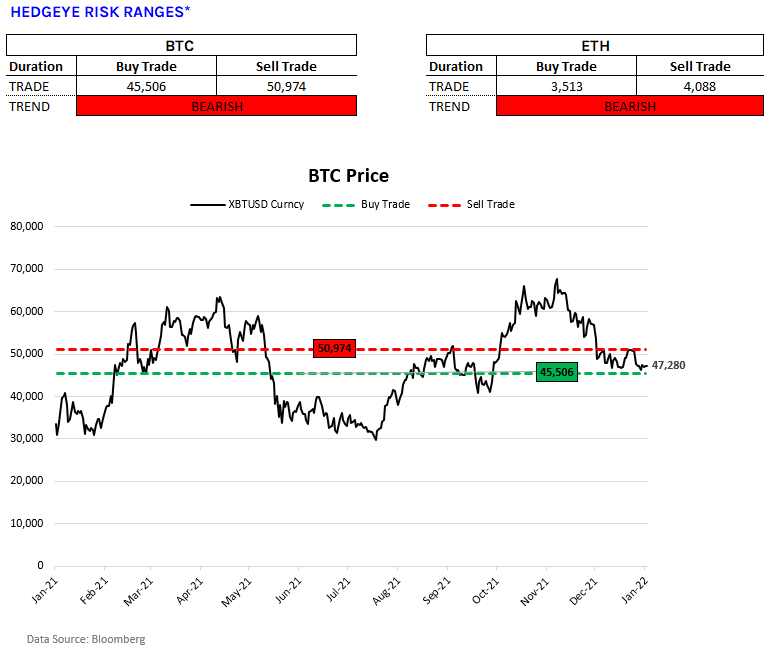 HEDGEYE RISK RANGES*
BTC
Duration Buy Trade Sell Trade
TRADE 45,506 50,974
TREND BEARISH
ETH
Duration Buy Trade Sell Trade
TRADE 3,513 4,088
TREND BEARISH
BTC Price
XBTUSD Curncy Buy Trade Sell Trade
80,000
70,000
60,000
50,000
40,000
30,000
20,000
10,000
0
50,974
45,506
47,280
Jan-21 Feb-21 Mar-21 Apr-21 May-21 Jun-21 Jul-21 Aug-21 Sep-21 Oct-21 Nov-21 Dec-21 Jan-22
Data Source: Bloomberg